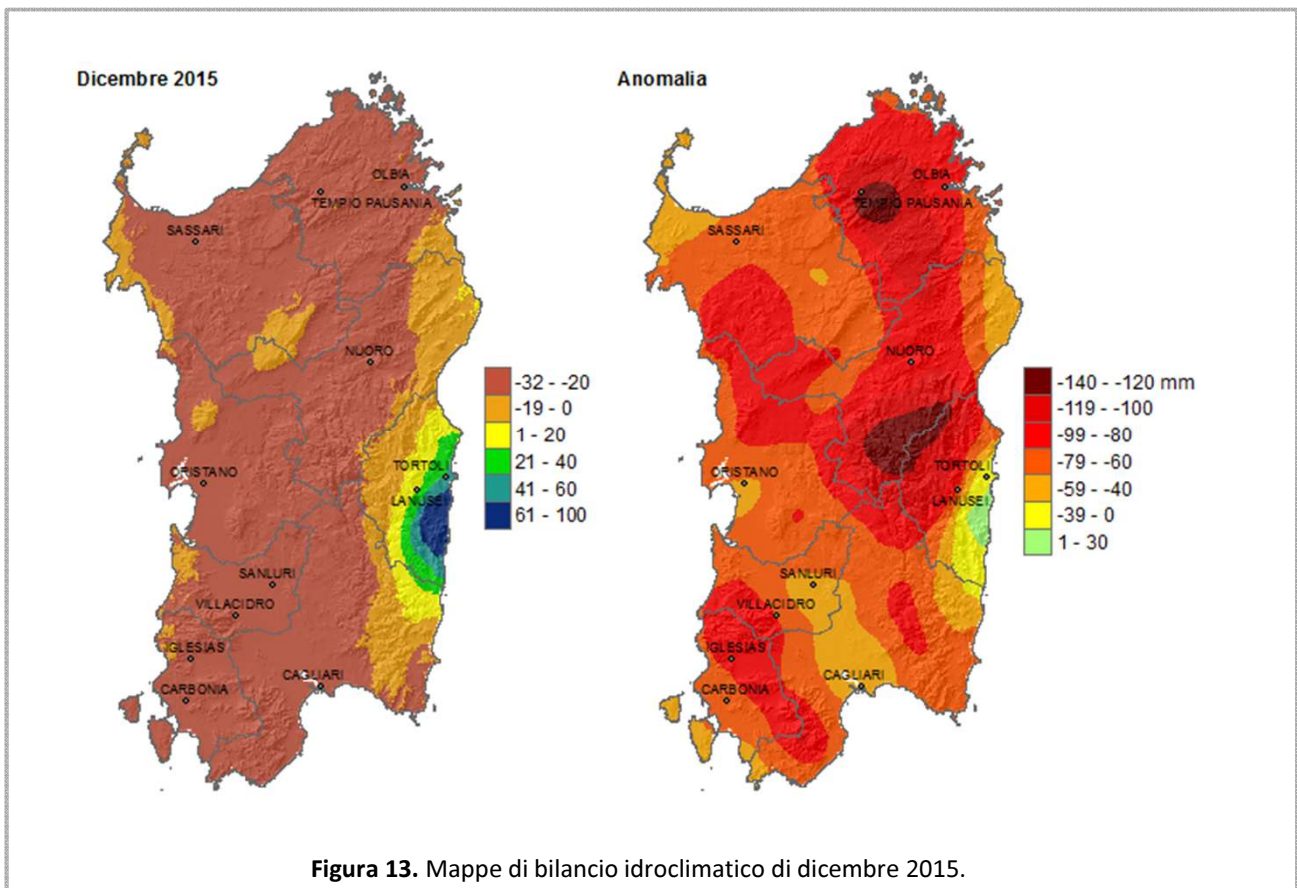 Dicembre 2015
OLBIA
TEMPIO PAUSANIA
SASSARI
NUORO
TORTOLI
ORISTANO
LANUSEI
SANLURI
VILLACIDRO
IGLESIAS
CAGLIARI
CARBONIA
-32 - -20
-19 - 0
1 - 20
21 - 40
41 - 60
61 - 100
Anomalia
OLBIA
TEMPIO PAUSANIA
SASSARI
NUORO
TORTOLI
ORISTANO
LANUSEI
SANLURI
VILLACIDRO
IGLESIAS
CAGLIARI
CARBONIA
-140 - -120 mm
-119 - -100
-99 - -80
-79 - -60
-59 - -40
-39 - 0
1 - 30
Figura 13. Mappe di bilancio idroclimatico di dicembre 2015.